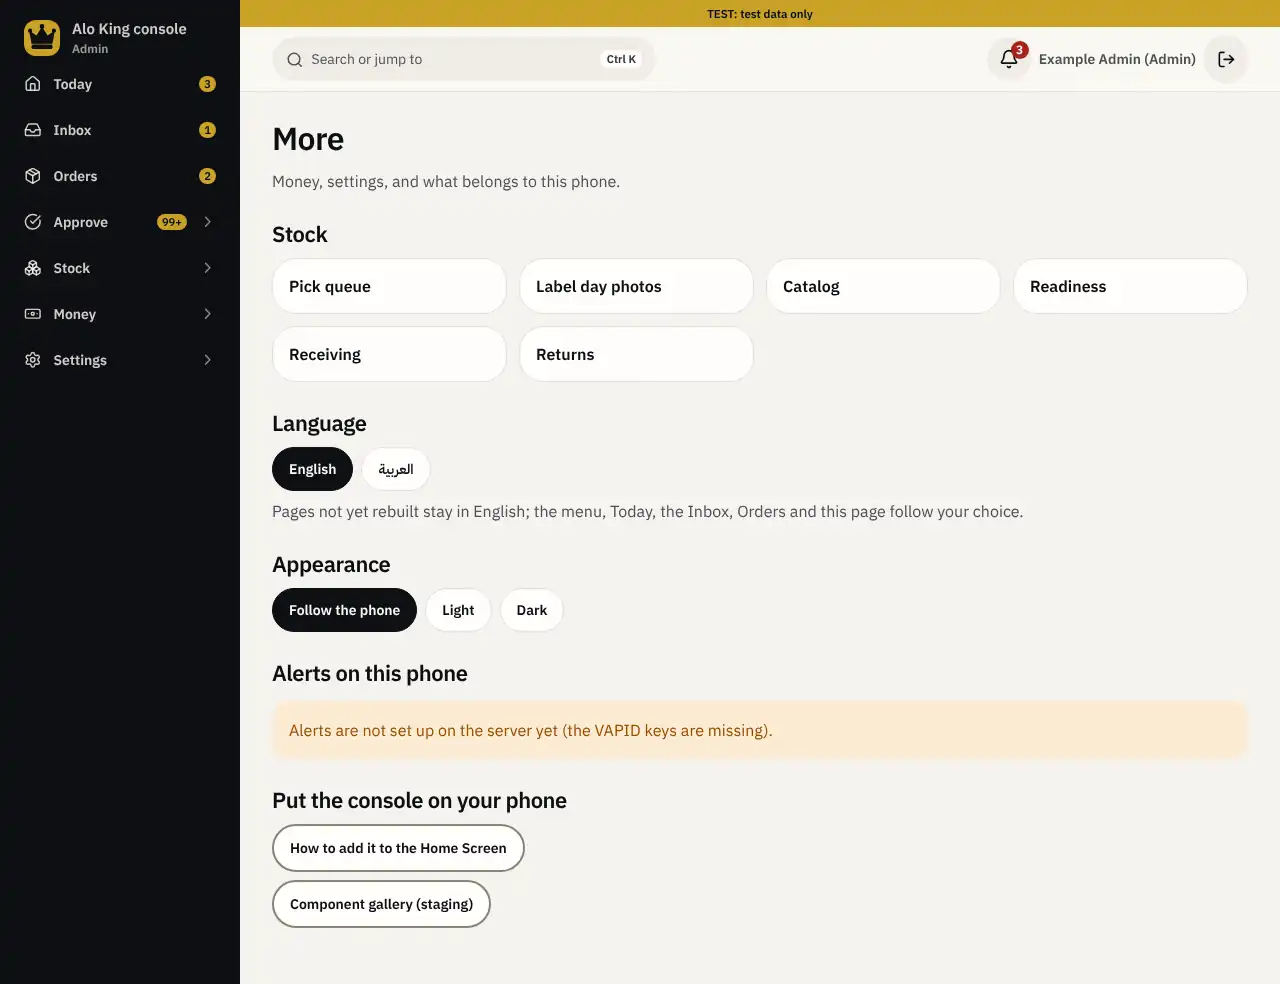 Alo King console
Admin
Today 3
Inbox 1
Orders 2
Approve 99+
Stock
Money
Settings
TEST: test data only
Search or jump to Ctrl K
3
Example Admin (Admin)
More
Money, settings, and what belongs to this phone.
Stock
Pick queue Label day photos Catalog Readiness
Receiving Returns
Language
English العربية
Pages not yet rebuilt stay in English; the menu, Today, the Inbox, Orders and this page follow your choice.
Appearance
Follow the phone Light Dark
Alerts on this phone
Alerts are not set up on the server yet (the VAPID keys are missing).
Put the console on your phone
How to add it to the Home Screen
Component gallery (staging)